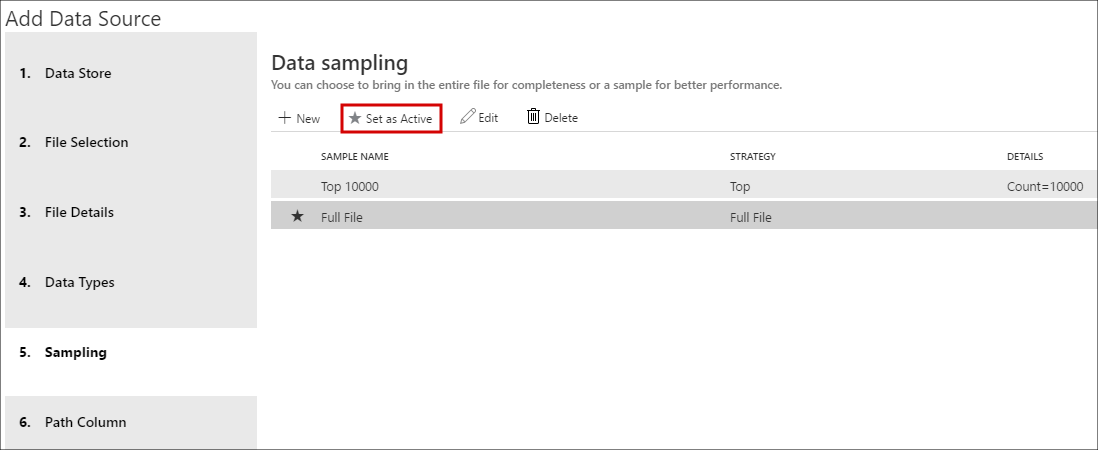 Add Data Source
1. Data Store
2. File Selection
3. File Details
4. Data Types
5. Sampling
6. Path Column
Data sampling
You can choose to bring in the entire file for completeness or a sample for better performance.
New Set as Active Edit Delete
SAMPLE NAME STRATEGY DETAILS
Top 10000 Top Count=10000
Full File Full File